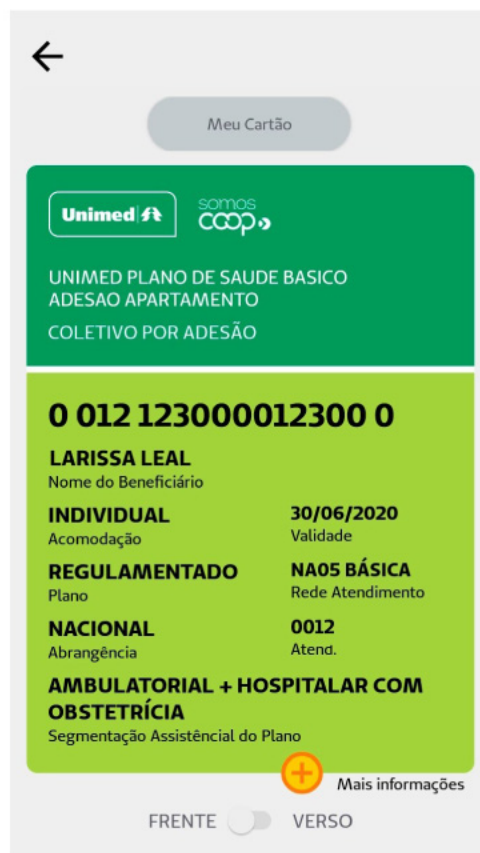 Meu Cartão
Unimed
somos
coop
UNIMED PLANO DE SAUDE BASICO
ADESAO APARTAMENTO
COLETIVO POR ADESÃO
0 012 123000012300 0
LARISSA LEAL
Nome do Beneficiário
INDIVIDUAL 30/06/2020
Acomodação Validade
REGULAMENTADO NA05 BÁSICA
Plano Rede Atendimento
NACIONAL 0012
Abrangência Atend.
AMBULATORIAL + HOSPITALAR COM
OBSTETRÍCIA
Segmentação Assistêncial do Plano
Mais informações
FRENTE VERSO